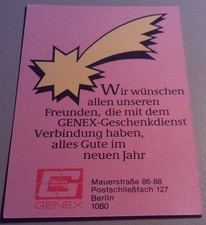 Wir wünschen
allen unseren
Freunden, die mit dem
GENEX-Geschenkdienst
Verbindung haben,
alles Gute im
neuen Jahr
GENEX
Mauerstraße 86-88
Postschließfach 127
Berlin
1080